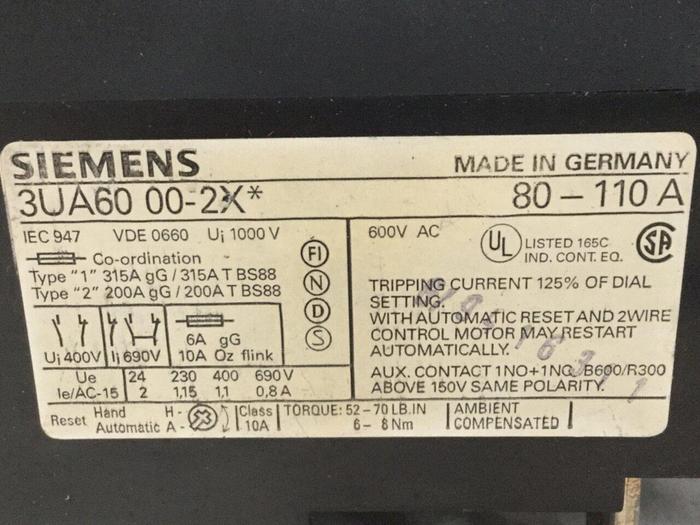 SIEMENS
MADE IN GERMANY
3UA60 00-2X*
80 – 110 A
IEC 947 VDE 0660 Ui 1000 V
Co-ordination
Type "1" 315A gG / 315A T BS88
Type "2" 200A gG / 200A T BS88
FI
N
D
S
Ui 400V
Ii 690V
6A gG
10A Oz flink
Ue 24 230 400 690V
Ie/AC-15 2 1,15 1,1 0,8 A
600V AC
UL
LISTED 165C
IND. CONT. EQ.
SA
TRIPPING CURRENT 125% OF DIAL
SETTING.
WITH AUTOMATIC RESET AND 2WIRE
CONTROL MOTOR MAY RESTART
AUTOMATICALLY.
AUX. CONTACT 1NO+1NC/B600/R300
ABOVE 150V SAME POLARITY.
Reset Hand H-
Automatic A-
Class
10A
TORQUE: 52 – 70 LB.IN
6 – 8 Nm
AMBIENT
COMPENSATED